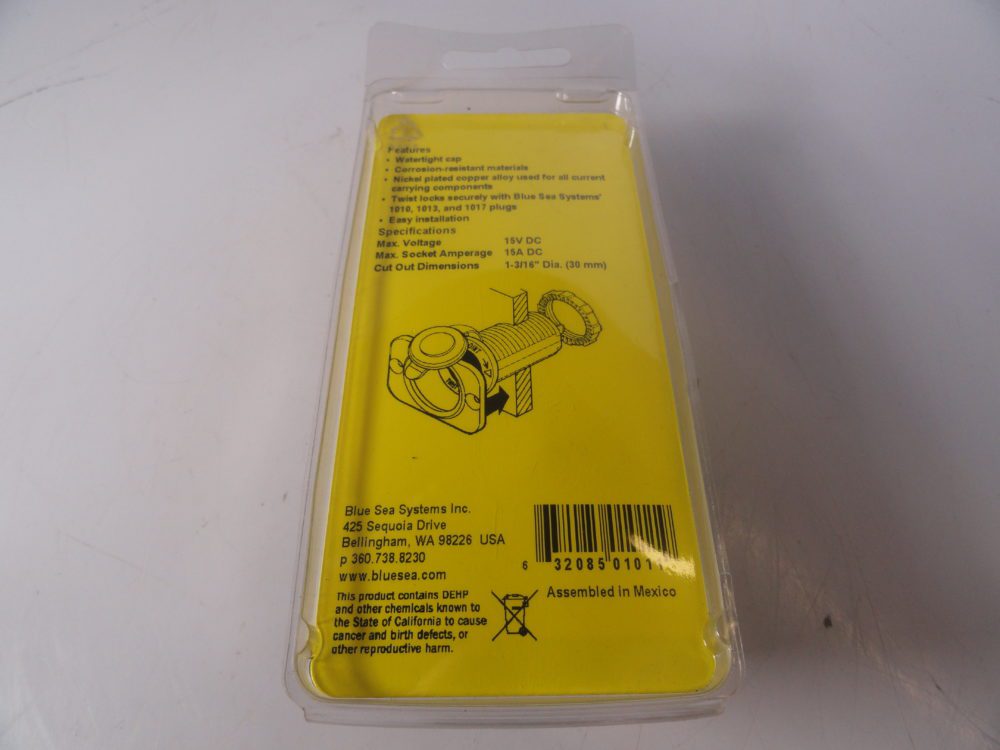 Features
• Watertight cap
• Corrosion-resistant materials
• Nickel plated copper alloy used for all current
carrying components
• Twist locks securely with Blue Sea Systems'
1010, 1013, and 1017 plugs
• Easy installation
Specifications
Max. Voltage 15V DC
Max. Socket Amperage 15A DC
Cut Out Dimensions 1-3/16" Dia. (30 mm)
Blue Sea Systems Inc.
425 Sequoia Drive
Bellingham, WA 98226 USA
p 360.738.8230
www.bluesea.com
6 32085 01011
Assembled in Mexico
This product contains DEHP
and other chemicals known to
the State of California to cause
cancer and birth defects, or
other reproductive harm.